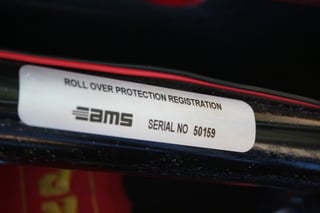 ROLL OVER PROTECTION REGISTRATION
ams SERIAL NO 50159